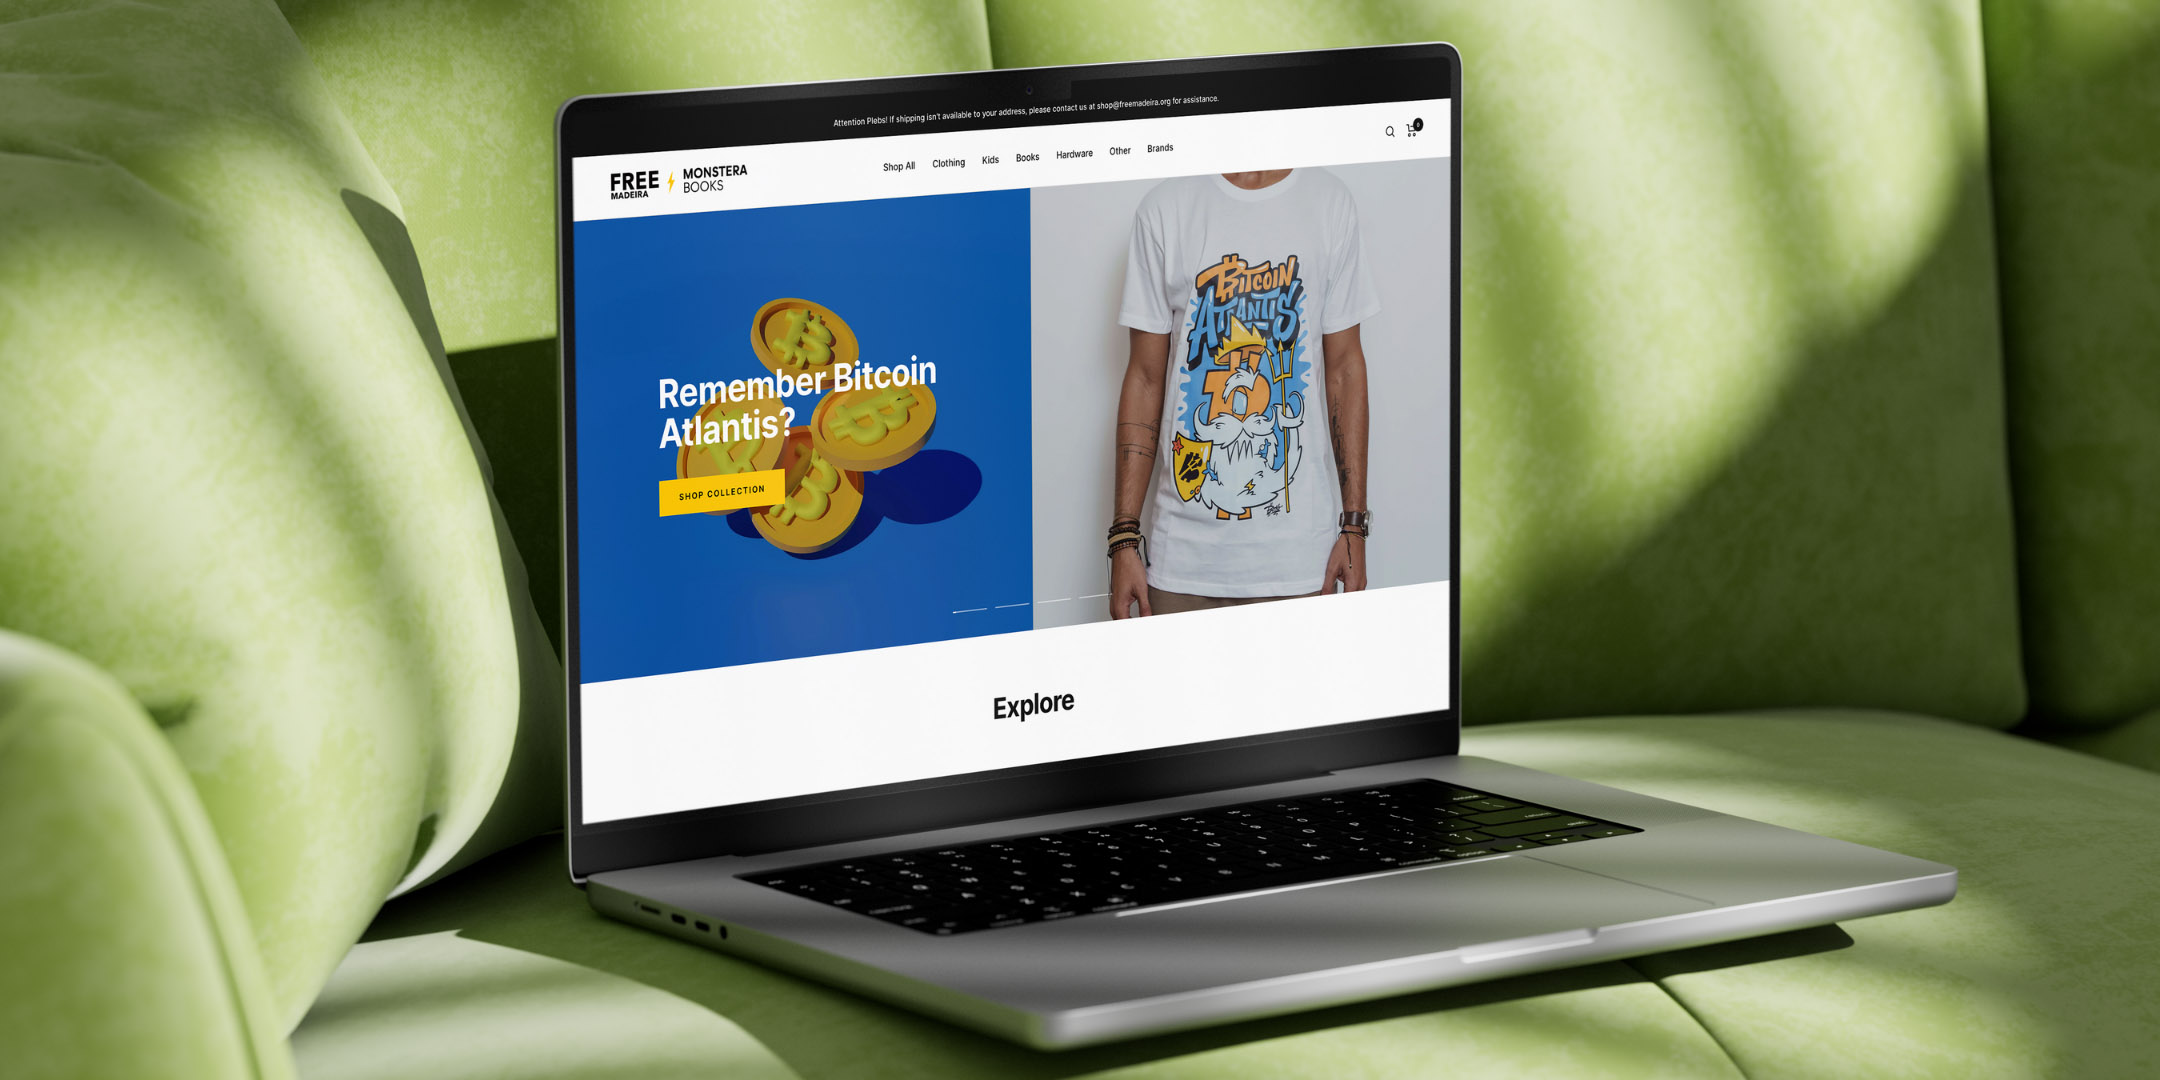 Attention Plebs! If shipping isn't available to your address, please contact us at shop@freemadeira.org for assistance.
FREE
MADEIRA
MONSTERA
BOOKS
Shop All
Clothing
Kids
Books
Hardware
Other
Brands
0
Remember Bitcoin
Atlantis?
SHOP COLLECTION
BITCOIN
ATLANTIS
Explore